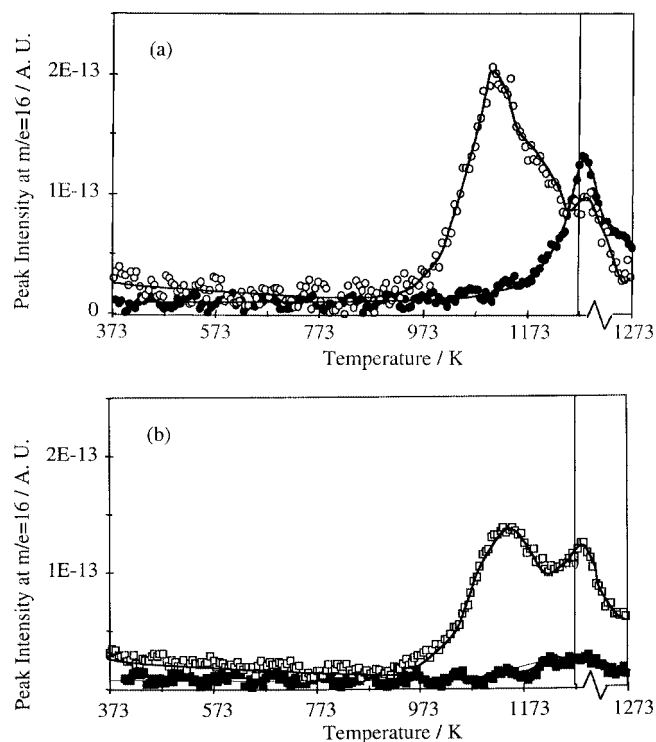 (a)
Peak Intensity at m/e=16 / A. U.
2E-13
1E-13
0
373 573 773 973 1173 1273
Temperature / K
(b)
Peak Intensity at m/e=16 / A. U.
2E-13
1E-13
373 573 773 973 1173 1273
Temperature / K